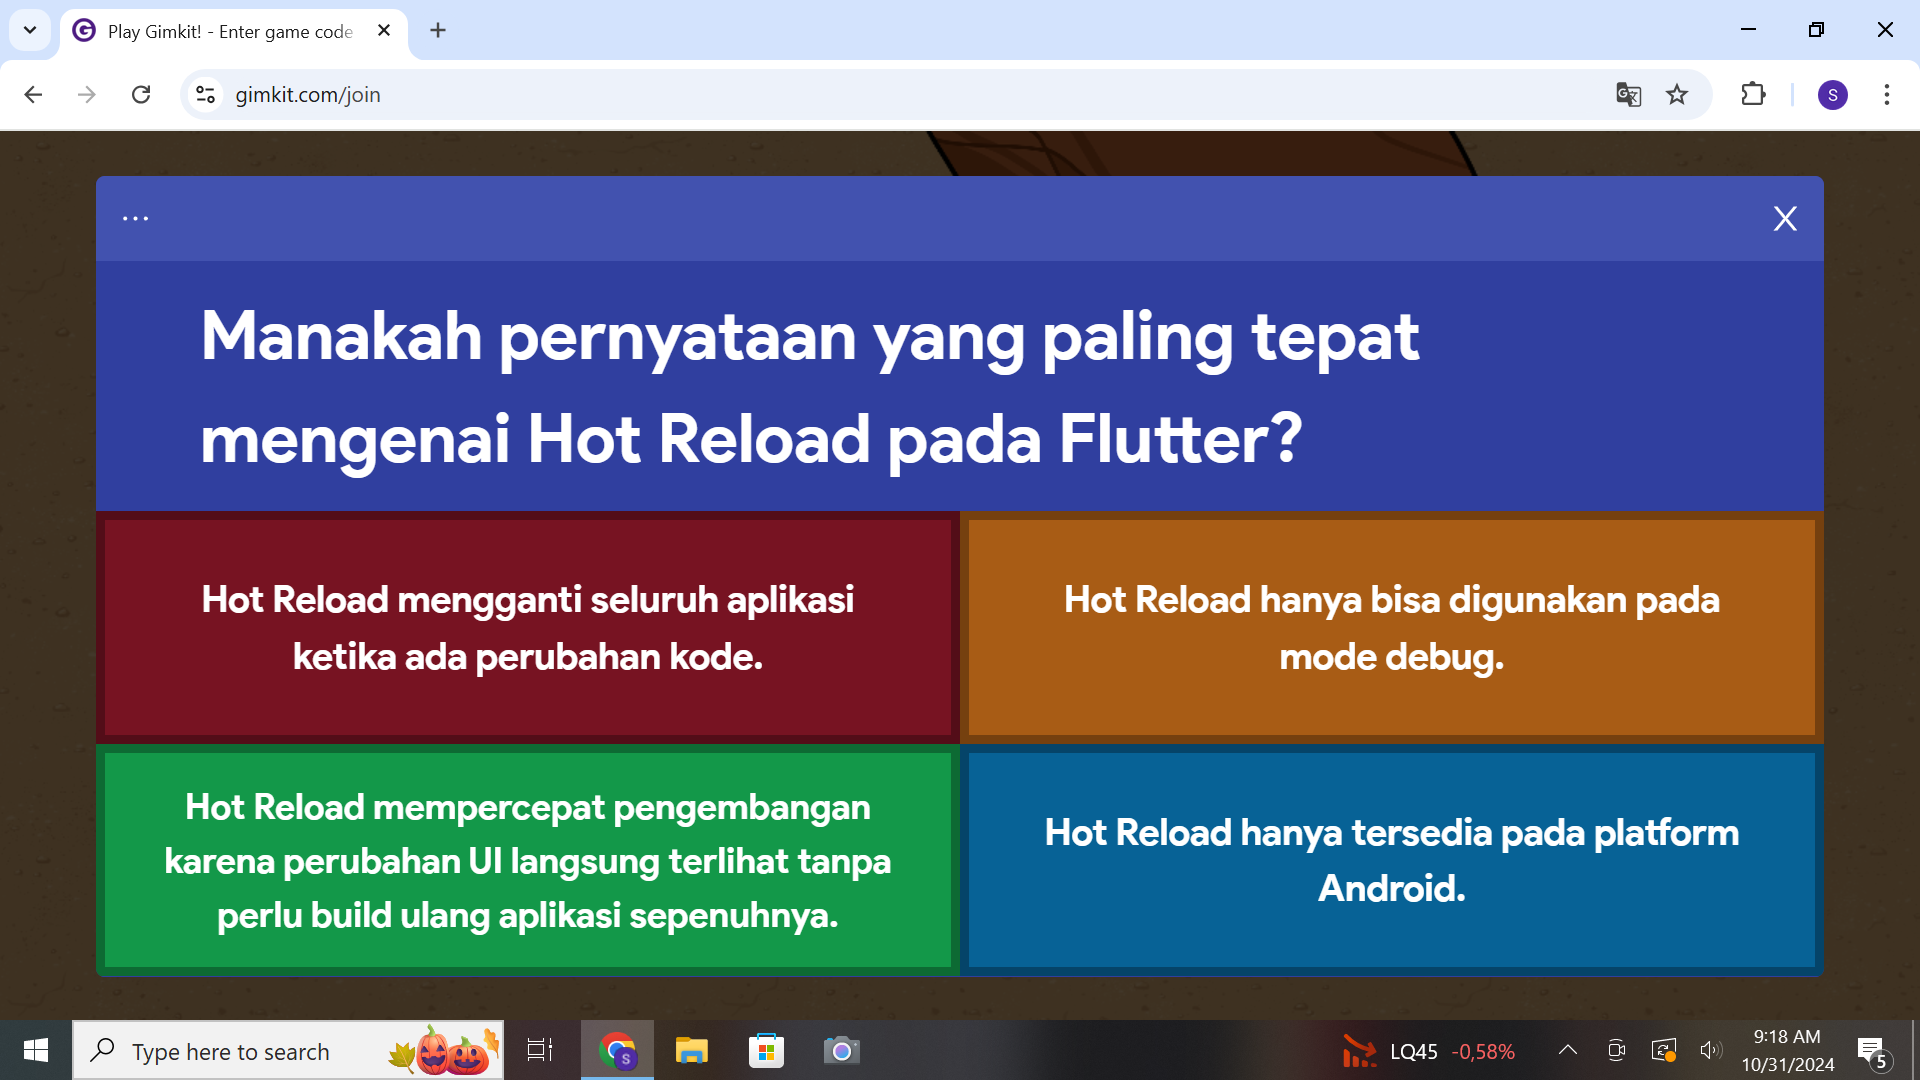 Play Gimkit! - Enter game code
gimkit.com/join
S
...
X
Manakah pernyataan yang paling tepat
mengenai Hot Reload pada Flutter?
Hot Reload mengganti seluruh aplikasi
ketika ada perubahan kode.
Hot Reload hanya bisa digunakan pada
mode debug.
Hot Reload mempercepat pengembangan
karena perubahan UI langsung terlihat tanpa
perlu build ulang aplikasi sepenuhnya.
Hot Reload hanya tersedia pada platform
Android.
Type here to search
S
LQ45 -0,58%
9:18 AM
10/31/2024
5